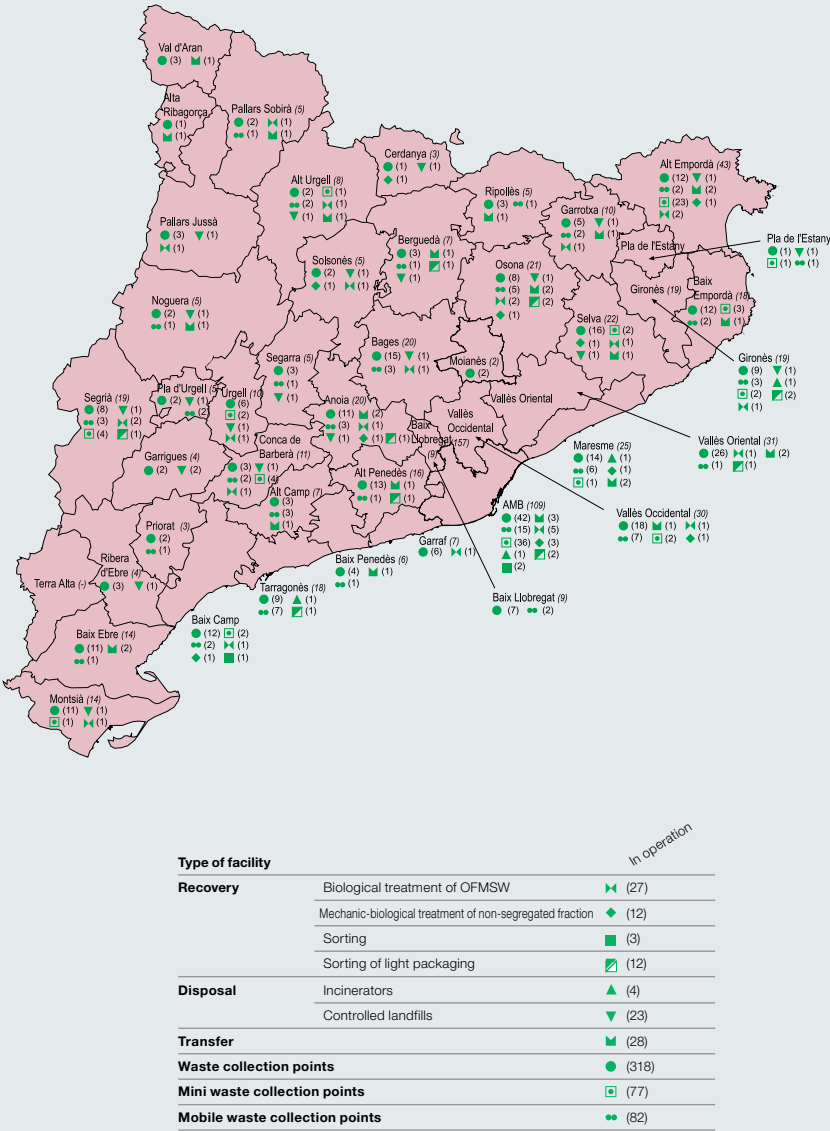 Val d'Aran
(3) (1)
Alta
Ribagorça
(1)
(1)
Pallars Sobirà (5)
(2) (1)
(1) (1)
Cerdanya (3)
(1) (1)
(1)
Alt Urgell (8)
(2) (1)
(2) (1)
(1) (1)
Ripollès (5)
(3) (1)
(1)
Alt Empordà (43)
(12) (1)
(2) (2)
(23) (1)
(2)
Garrotxa (10)
(5) (1)
(2) (1)
(1)
Pallars Jussà
(3) (1)
(1)
Berguedà (7)
(3) (1)
(1) (1)
(1)
Pla de l'Estany
Pla de l'Estany
(1) (1)
(1) (1)
Solsonès (5)
(2) (1)
(1) (1)
Osona (21)
(8) (1)
(5) (2)
(2) (2)
(1)
Gironès (19)
Baix
Empordà (18)
(12) (3)
(2) (1)
Noguera (5)
(2) (1)
(1) (1)
Selva (22)
(16) (2)
(1) (1)
(1) (1)
Bages (20)
(15) (1)
(3) (1)
Moianès (2)
(2)
Gironès (19)
(9) (1)
(3) (1)
(2) (2)
(1)
Segarra (5)
(3)
(1)
(1)
Segrià (19)
(8) (1)
(3) (2)
(4) (1)
Pla d'Urgell (5)
(2) (1)
(2)
Urgell (10)
(6)
(2)
(1)
(1)
Anoia (20)
(11) (2)
(3) (1)
(1) (1) (1)
Vallès Oriental
Vallès
Occidental
(157)
Baix
Llobregat
(9)
Garrigues (4)
(2) (2)
Conca de
Barberà (11)
(3) (1)
(2) (4)
(1)
Maresme (25)
(14) (1)
(6) (1)
(1) (2)
Vallès Oriental (31)
(26) (1) (2)
(1) (1)
Alt Penedès (16)
(13) (1)
(1) (1)
Alt Camp (7)
(3)
(3)
(1)
AMB (109)
(42) (3)
(15) (5)
(36) (3)
(1) (2)
(2)
Vallès Occidental (30)
(18) (1) (1)
(7) (2) (1)
Priorat (3)
(2)
(1)
Garraf (7)
(6) (1)
Baix Penedès (6)
(4) (1)
(1)
Ribera
d'Ebre (4)
(3) (1)
Terra Alta (-)
Tarragonès (18)
(9) (1)
(7) (1)
Baix Llobregat (9)
(7) (2)
Baix Camp
(12) (2)
(2) (1)
(1) (1)
Baix Ebre (14)
(11) (2)
(1)
Montsià (14)
(11) (1)
(1) (1)
Type of facility In operation
Recovery Biological treatment of OFMSW (27)
Mechanic-biological treatment of non-segregated fraction (12)
Sorting (3)
Sorting of light packaging (12)
Disposal Incinerators (4)
Controlled landfills (23)
Transfer (28)
Waste collection points (318)
Mini waste collection points (77)
Mobile waste collection points (82)